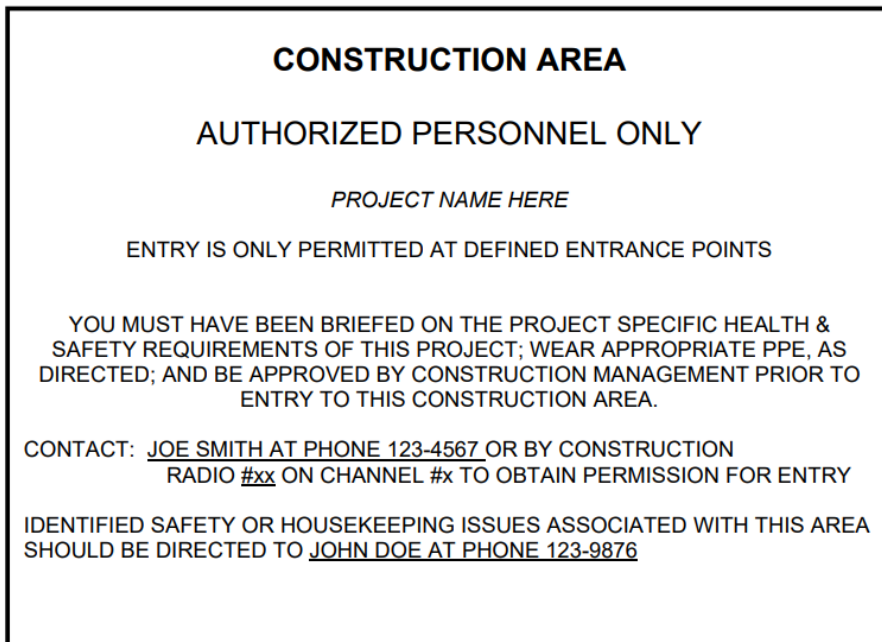 CONSTRUCTION AREA
AUTHORIZED PERSONNEL ONLY
PROJECT NAME HERE
ENTRY IS ONLY PERMITTED AT DEFINED ENTRANCE POINTS
YOU MUST HAVE BEEN BRIEFED ON THE PROJECT SPECIFIC HEALTH &
SAFETY REQUIREMENTS OF THIS PROJECT; WEAR APPROPRIATE PPE, AS
DIRECTED; AND BE APPROVED BY CONSTRUCTION MANAGEMENT PRIOR TO
ENTRY TO THIS CONSTRUCTION AREA.
CONTACT: JOE SMITH AT PHONE 123-4567 OR BY CONSTRUCTION
RADIO #xx ON CHANNEL #x TO OBTAIN PERMISSION FOR ENTRY
IDENTIFIED SAFETY OR HOUSEKEEPING ISSUES ASSOCIATED WITH THIS AREA
SHOULD BE DIRECTED TO JOHN DOE AT PHONE 123-9876